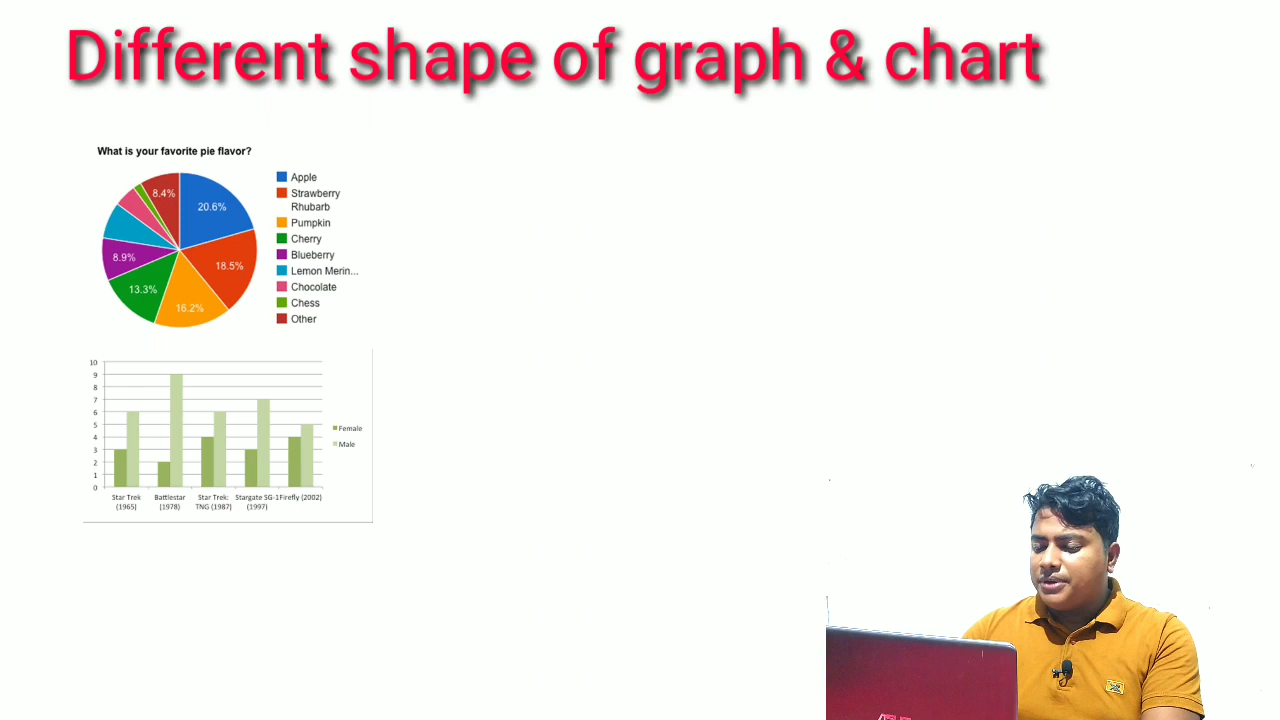 Different shape of graph & chart
What is your favorite pie flavor?
8.4%
20.6%
8.9%
18.5%
13.3%
16.2%
Apple
Strawberry
Rhubarb
Pumpkin
Cherry
Blueberry
Lemon Merin...
Chocolate
Chess
Other
10
9
8
7
6
5
4
3
2
1
0
Female
Male
Star Trek Battlestar Star Trek: Stargate SG-1 Firefly (2002)
(1965) (1978) TNG (1987) (1997)